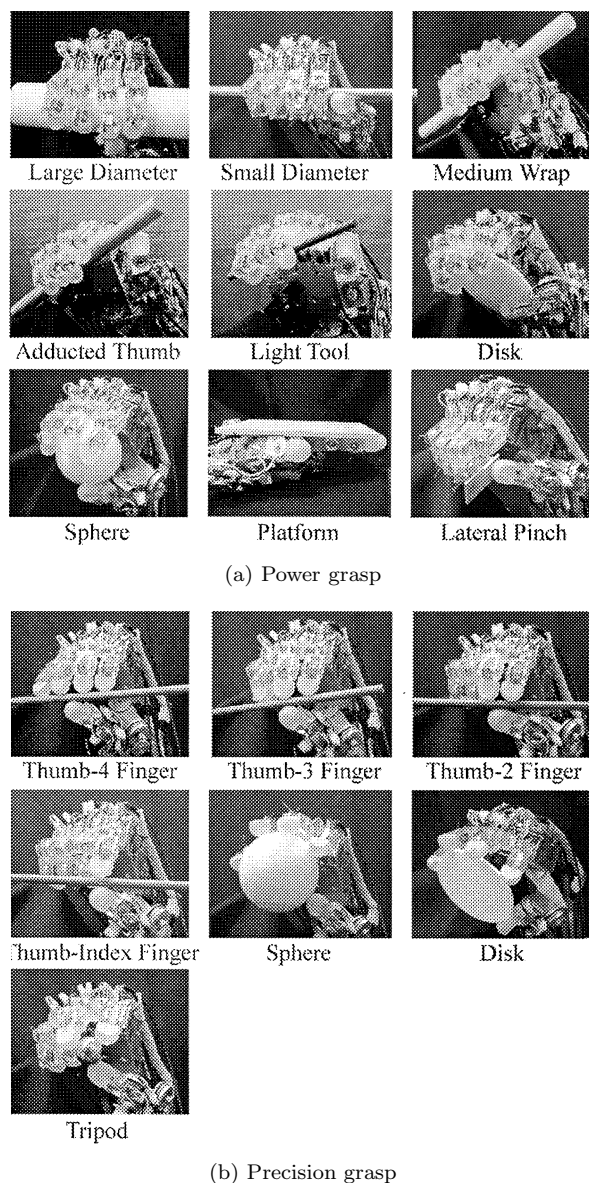 Large Diameter
Small Diameter
Medium Wrap
Adducted Thumb
Light Tool
Disk
Sphere
Platform
Lateral Pinch
(a) Power grasp
Thumb-4 Finger
Thumb-3 Finger
Thumb-2 Finger
Thumb-Index Finger
Sphere
Disk
Tripod
(b) Precision grasp